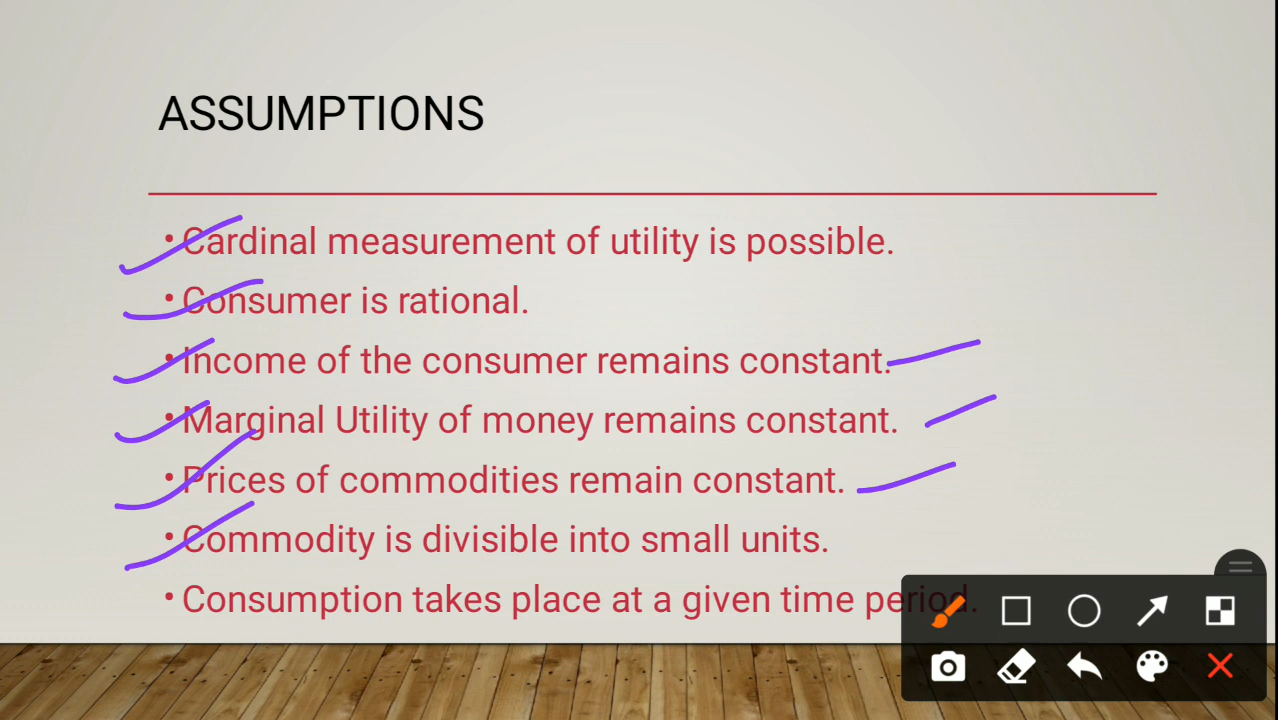 ASSUMPTIONS
• Cardinal measurement of utility is possible.
• Consumer is rational.
• Income of the consumer remains constant.
• Marginal Utility of money remains constant.
• Prices of commodities remain constant.
• Commodity is divisible into small units.
• Consumption takes place at a given time period.